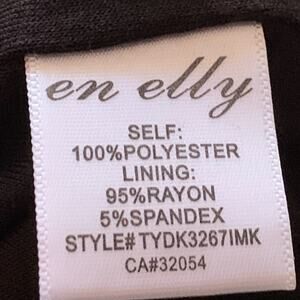 en elly
SELF:
100%POLYESTER
LINING:
95%RAYON
5%SPANDEX
STYLE# TYDK3267IMK
CA#32054